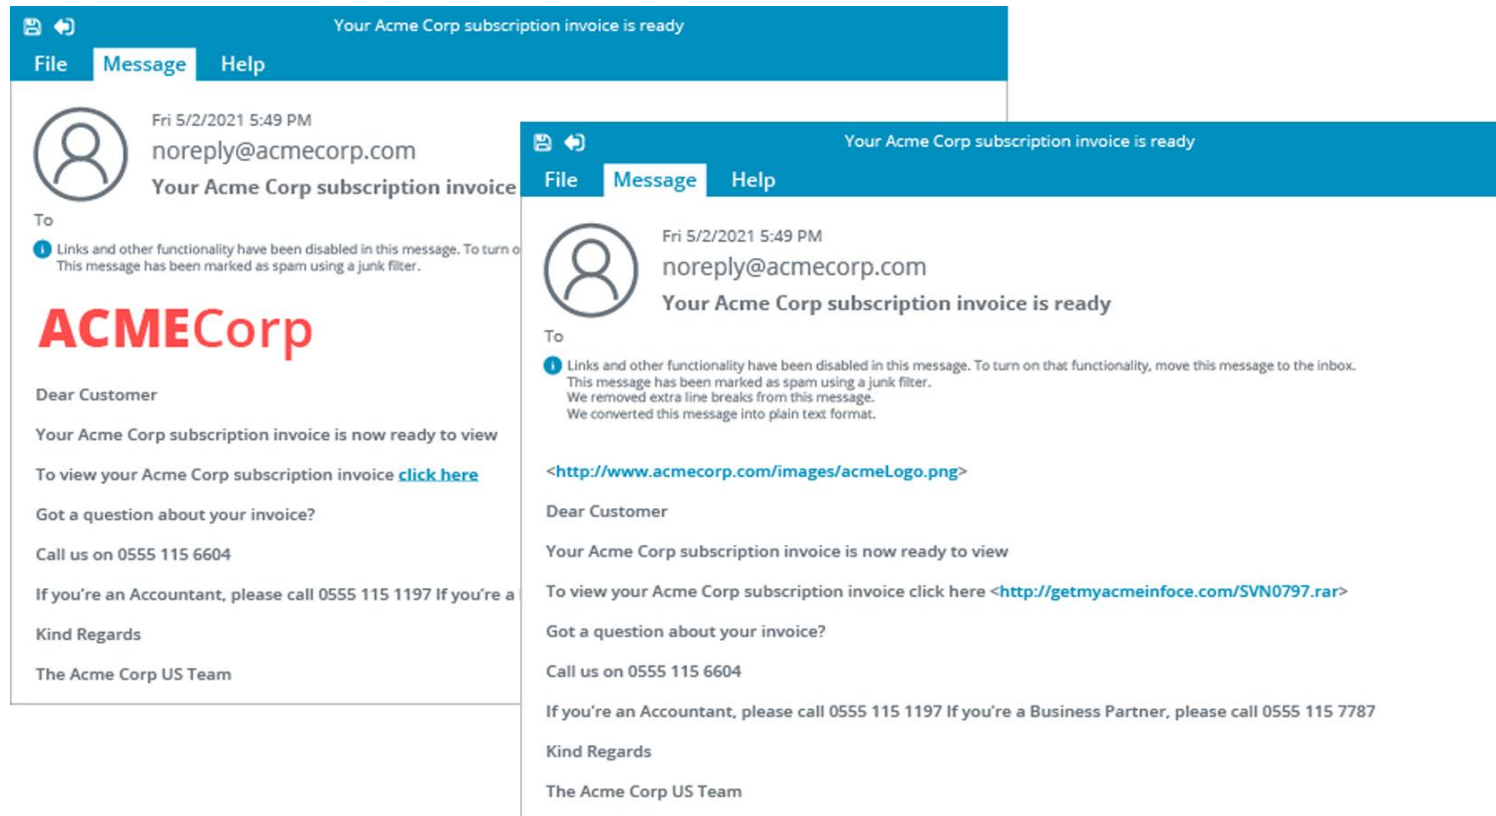 Your Acme Corp subscription invoice is ready
File Message Help
Fri 5/2/2021 5:49 PM
noreply@acmecorp.com
Your Acme Corp subscription invoice
To
Links and other functionality have been disabled in this message. To turn o
This message has been marked as spam using a junk filter.
ACMECorp
Dear Customer
Your Acme Corp subscription invoice is now ready to view
To view your Acme Corp subscription invoice click here
Got a question about your invoice?
Call us on 0555 115 6604
If you're an Accountant, please call 0555 115 1197 If you're a
Kind Regards
The Acme Corp US Team
Your Acme Corp subscription invoice is ready
File Message Help
Fri 5/2/2021 5:49 PM
noreply@acmecorp.com
Your Acme Corp subscription invoice is ready
To
Links and other functionality have been disabled in this message. To turn on that functionality, move this message to the inbox.
This message has been marked as spam using a junk filter.
We removed extra line breaks from this message.
We converted this message into plain text format.
<http://www.acmecorp.com/images/acmeLogo.png>
Dear Customer
Your Acme Corp subscription invoice is now ready to view
To view your Acme Corp subscription invoice click here <http://getmyacmeinfoce.com/SVN0797.rar>
Got a question about your invoice?
Call us on 0555 115 6604
If you're an Accountant, please call 0555 115 1197 If you're a Business Partner, please call 0555 115 7787
Kind Regards
The Acme Corp US Team